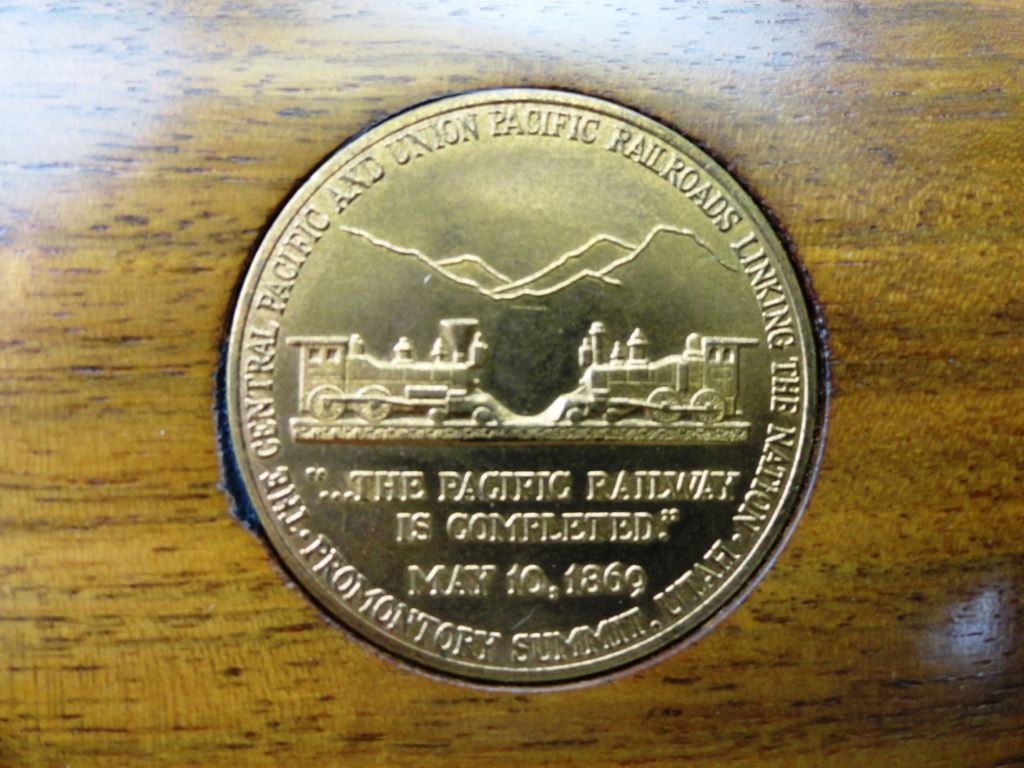 THE CENTRAL PACIFIC AND UNION PACIFIC RAILROADS LINKING THE NATION ·
"...THE PACIFIC RAILWAY
IS COMPLETED."
MAY 10, 1869
PROMONTORY SUMMIT, UTAH ·